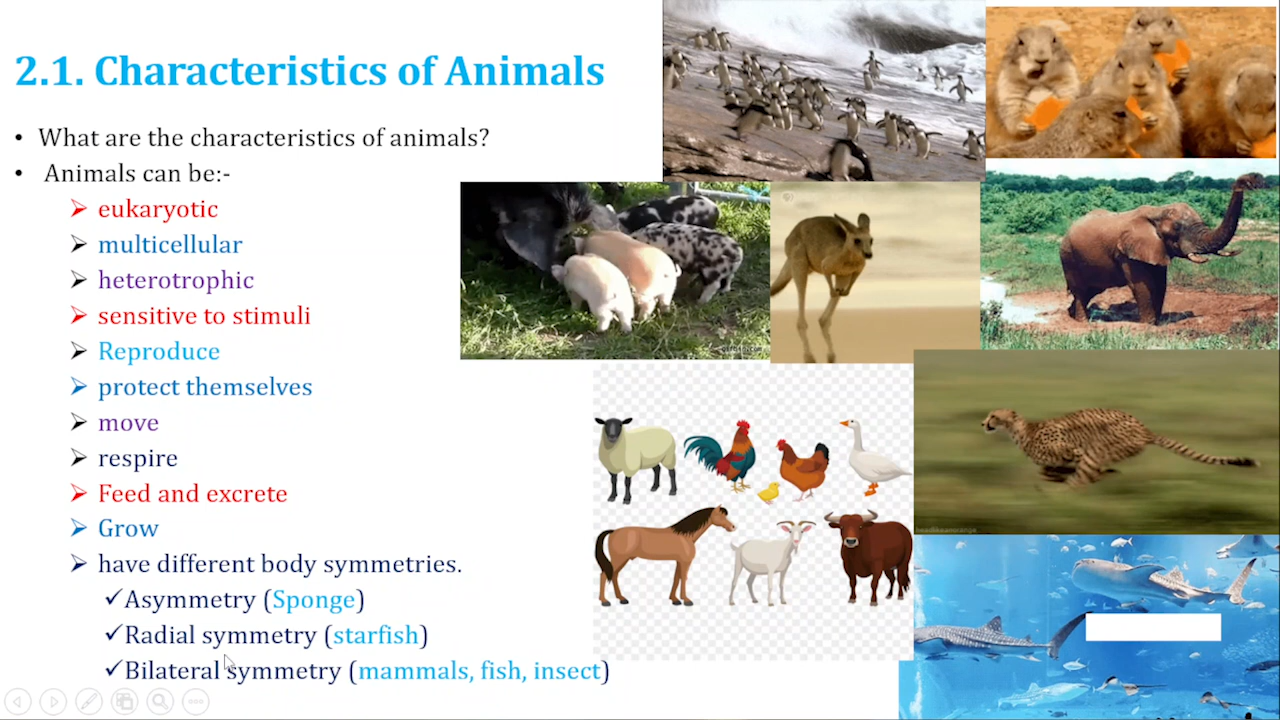 2.1. Characteristics of Animals
• What are the characteristics of animals?
• Animals can be:-
➢ eukaryotic
➢ multicellular
➢ heterotrophic
➢ sensitive to stimuli
➢ Reproduce
➢ protect themselves
➢ move
➢ respire
➢ Feed and excrete
➢ Grow
➢ have different body symmetries.
✓Asymmetry (Sponge)
✓Radial symmetry (starfish)
✓Bilateral symmetry (mammals, fish, insect)